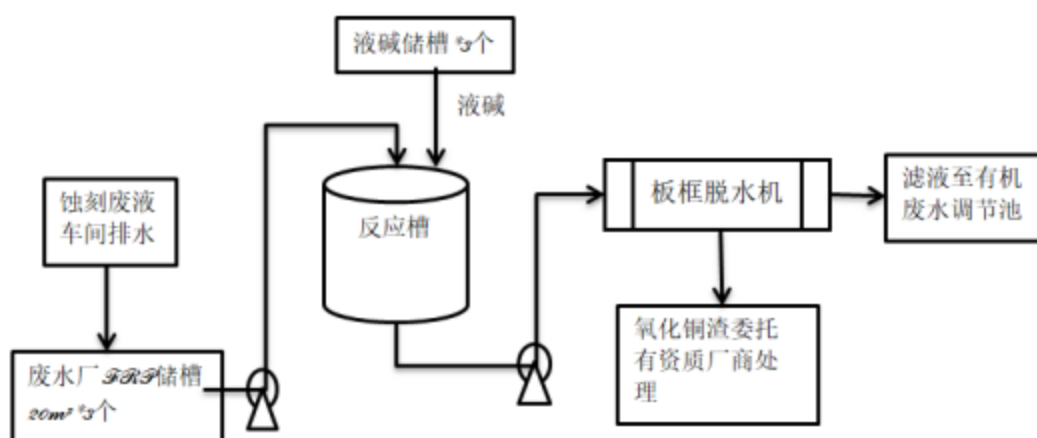 液碱储槽 *3个
液碱
蚀刻废液
车间排水
反应槽
板框脱水机
滤液至有机
废水调节池
氧化铜渣委托
有资质厂商处
理
废水厂 FRP储槽
20m³ *3个